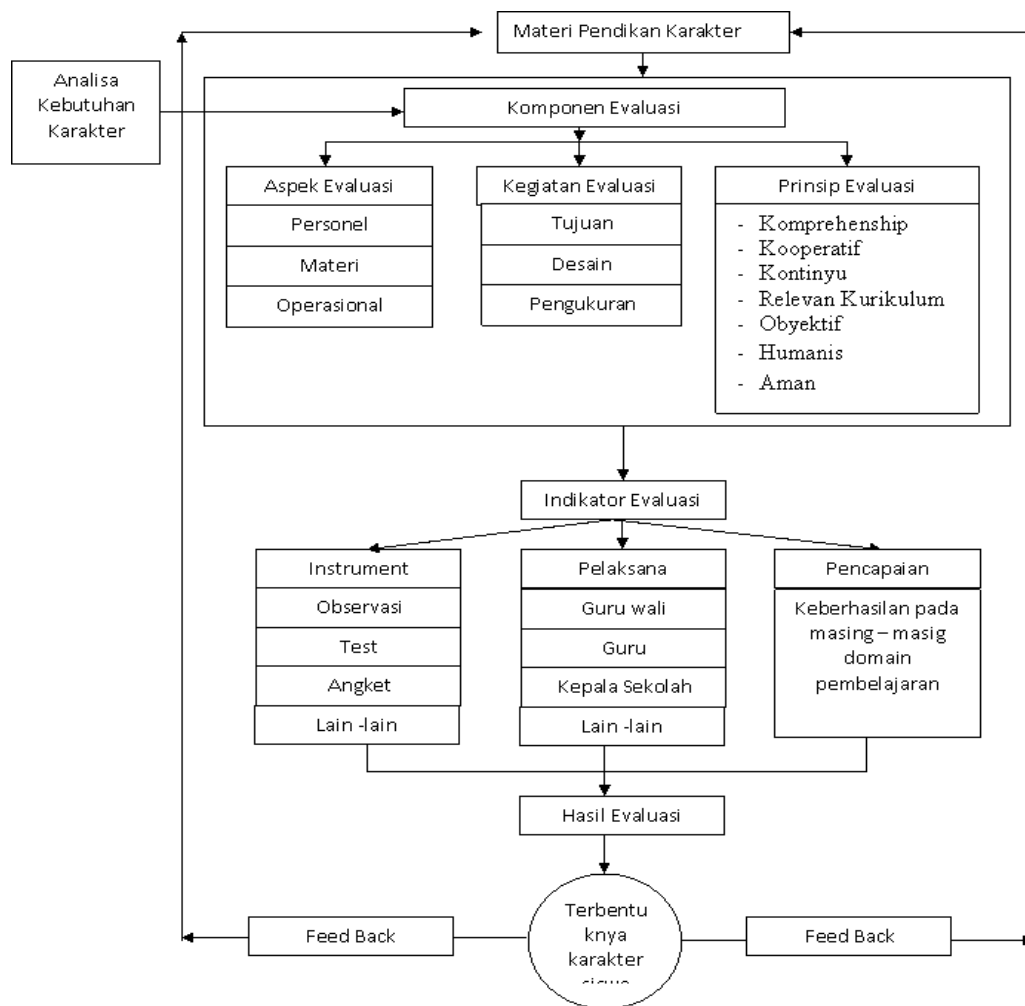 Materi Pendikan Karakter
Analisa
Kebutuhan
Karakter
Komponen Evaluasi
Aspek Evaluasi
Personel
Materi
Operasional
Kegiatan Evaluasi
Tujuan
Desain
Pengukuran
Prinsip Evaluasi
- Komprehenship
- Kooperatif
- Kontinyu
- Relevan Kurikulum
- Obyektif
- Humanis
- Aman
Indikator Evaluasi
Instrument
Observasi
Test
Angket
Lain -lain
Pelaksana
Guru wali
Guru
Kepala Sekolah
Lain -lain
Pencapaian
Keberhasilan pada
masing – masig
domain
pembelajaran
Hasil Evaluasi
Feed Back
Terbentu
knya
karakter
Feed Back